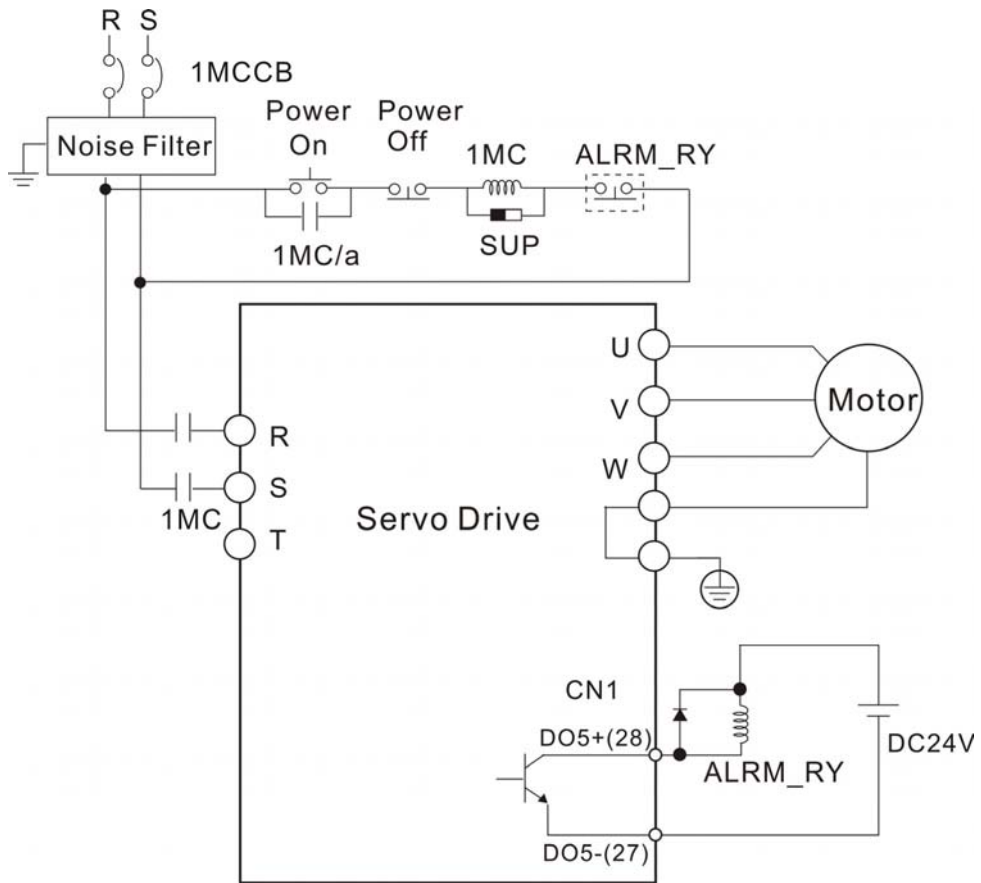 R S
1MCCB
Noise Filter
Power On
Power Off
1MC
ALRM_RY
1MC/a
SUP
U
V
W
Motor
R
S
1MC
T
Servo Drive
CN1
DO5+(28)
ALRM_RY
DC24V
DO5-(27)